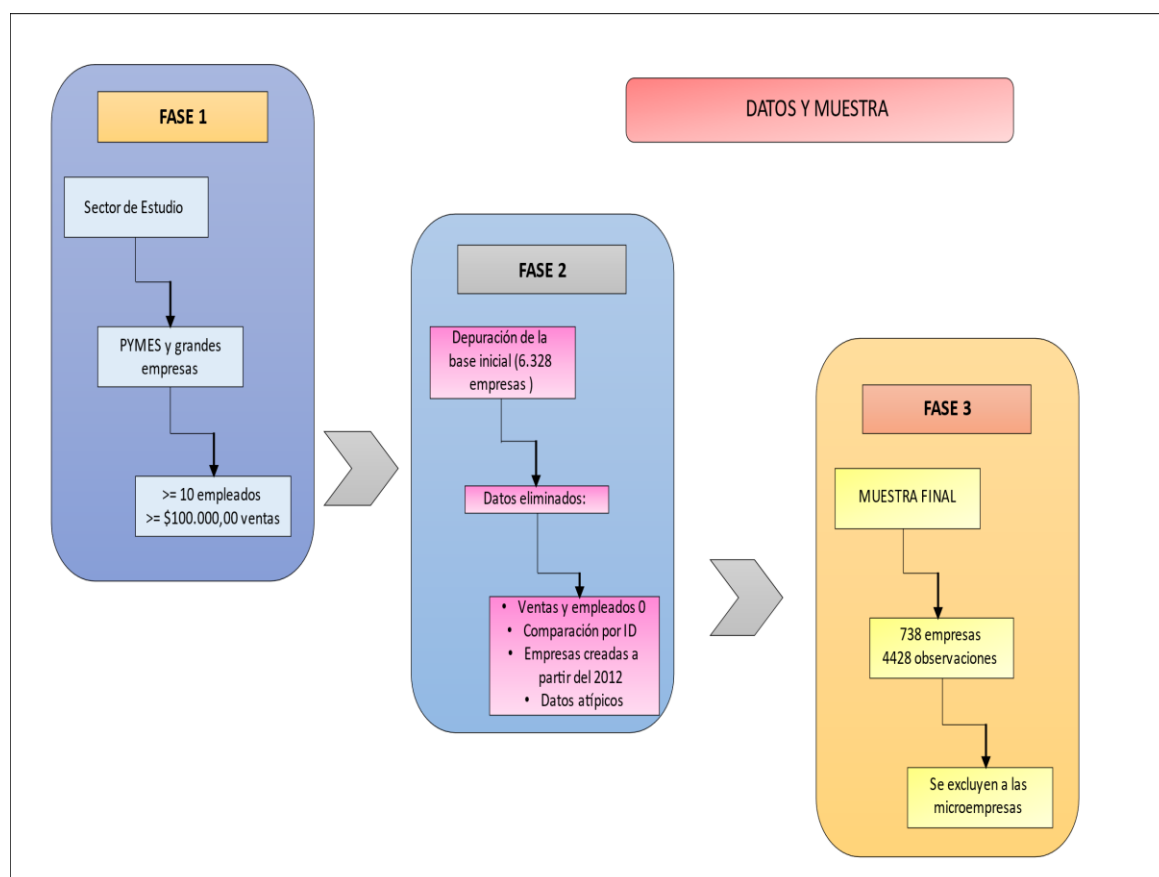 DATOS Y MUESTRA
FASE 1
Sector de Estudio
PYMES y grandes
empresas
>= 10 empleados
>= $100.000,00 ventas
FASE 2
Depuración de la
base inicial (6.328
empresas )
Datos eliminados:
• Ventas y empleados 0
• Comparación por ID
• Empresas creadas a
partir del 2012
• Datos atípicos
FASE 3
MUESTRA FINAL
738 empresas
4428 observaciones
Se excluyen a las
microempresas